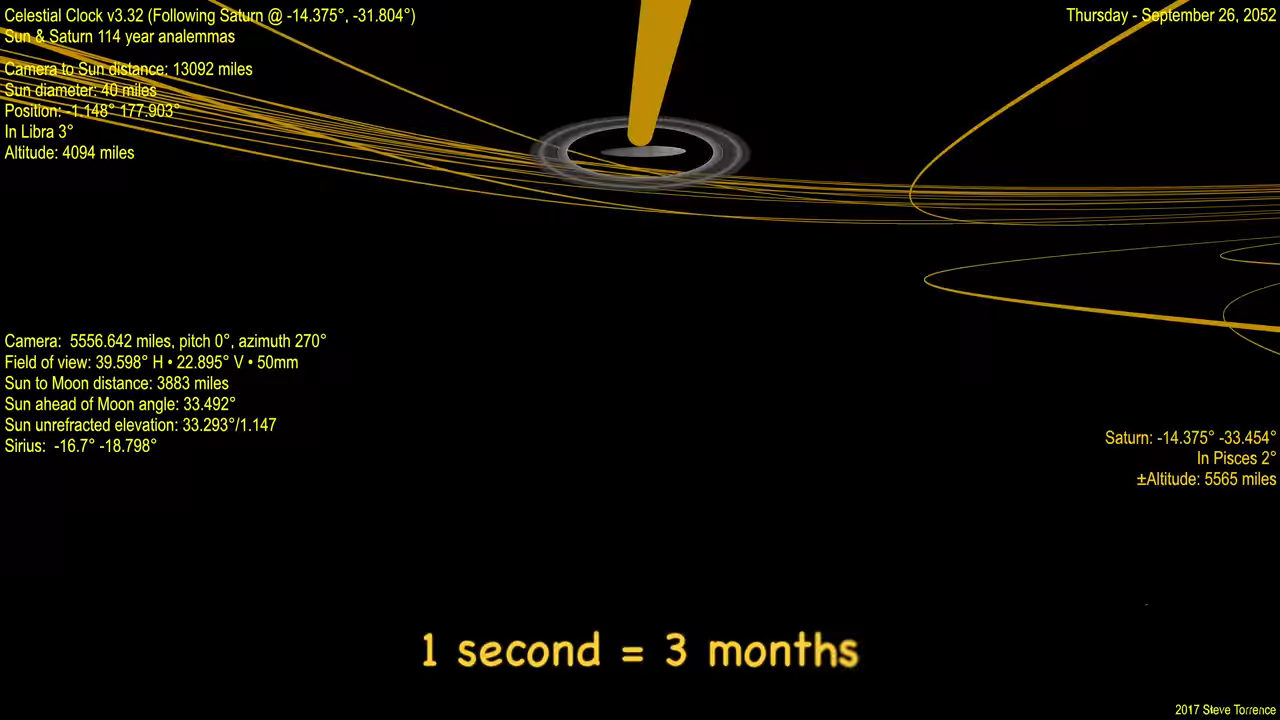 Celestial Clock v3.32 (Following Saturn @ -14.375°, -31.804°)
Sun & Saturn 114 year analemmas
Thursday - September 26, 2052
Camera to Sun distance: 13092 miles
Sun diameter: 40 miles
Position: -1.148° 177.903°
In Libra 3°
Altitude: 4094 miles
Camera:  5556.642 miles, pitch 0°, azimuth 270°
Field of view: 39.598° H • 22.895° V • 50mm
Sun to Moon distance: 3883 miles
Sun ahead of Moon angle: 33.492°
Sun unrefracted elevation: 33.293°/1.147
Sirius:  -16.7° -18.798°
Saturn: -14.375° -33.454°
In Pisces 2°
±Altitude: 5565 miles
1 second = 3 months
2017 Steve Torrence